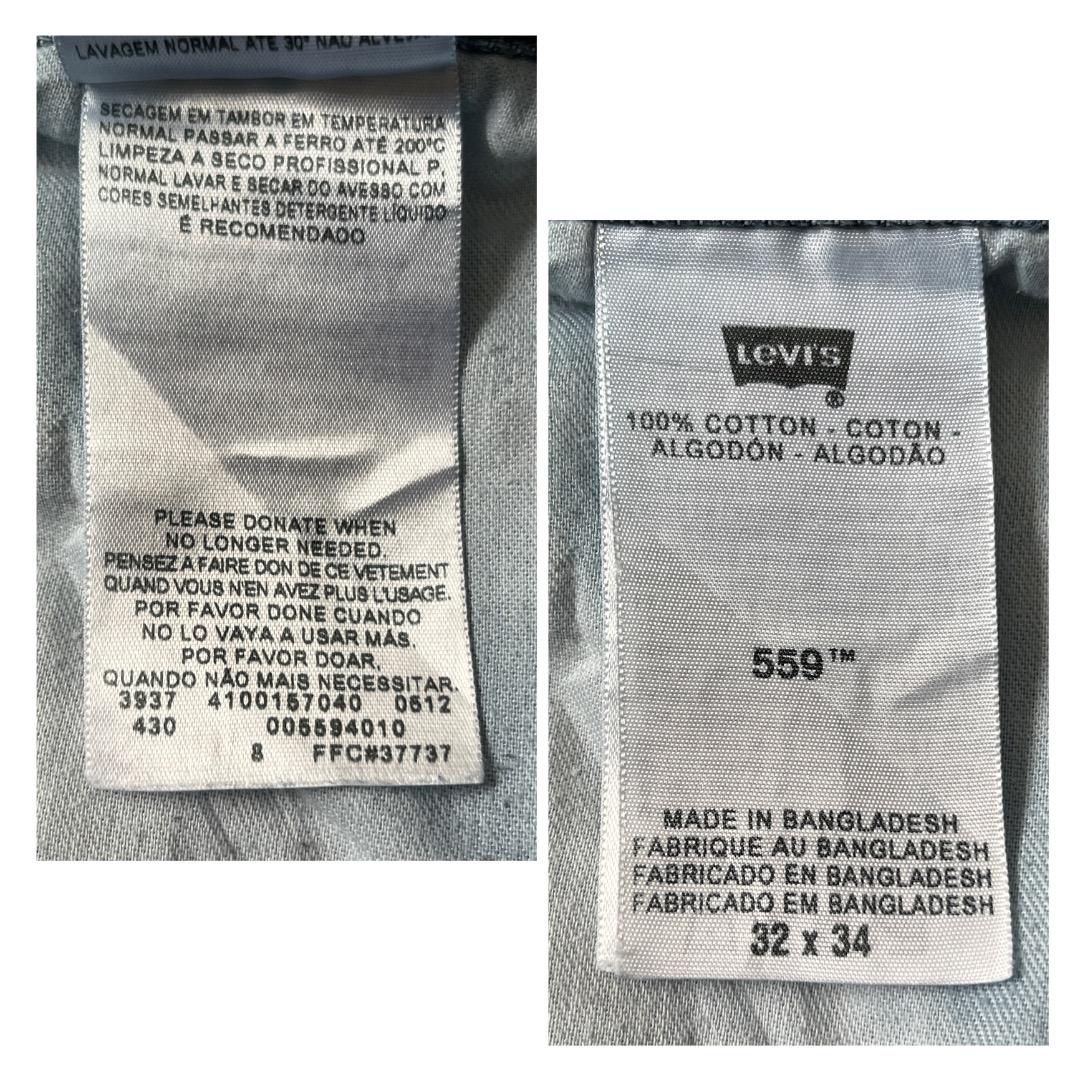 LAVAGEM NORMAL ATÉ 30º NÃO
SECAGEM EM TAMBOR EM TEMPERATURA
NORMAL PASSAR A FERRO ATÉ 200ºC
LIMPEZA A SECO PROFISSIONAL P,
NORMAL LAVAR E SECAR DO AVESSO COM
CORES SEMELHANTES DETERGENTE LÍQUIDO
É RECOMENDADO
PLEASE DONATE WHEN
NO LONGER NEEDED.
PENSEZ A FAIRE DON DE CE VETEMENT
QUAND VOUS N'EN AVEZ PLUS L'USAGE.
POR FAVOR DONE CUANDO
NO LO VAYA A USAR MÁS.
POR FAVOR DOAR,
QUANDO NÃO MAIS NECESSITAR.
3937 4100157040 0512
430 005594010
8 FFC#37737
LEVI'S®
100% COTTON - COTON -
ALGODÓN - ALGODÃO
559™
MADE IN BANGLADESH
FABRIQUE AU BANGLADESH
FABRICADO EN BANGLADESH
FABRICADO EM BANGLADESH
32 x 34